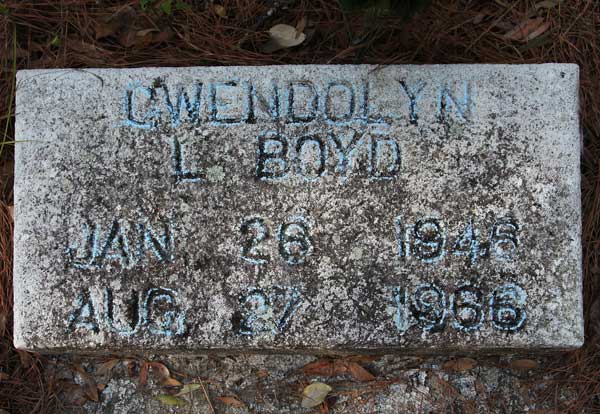 GWENDOLYN
L BOYD
JAN 26 1946
AUG 27 1966